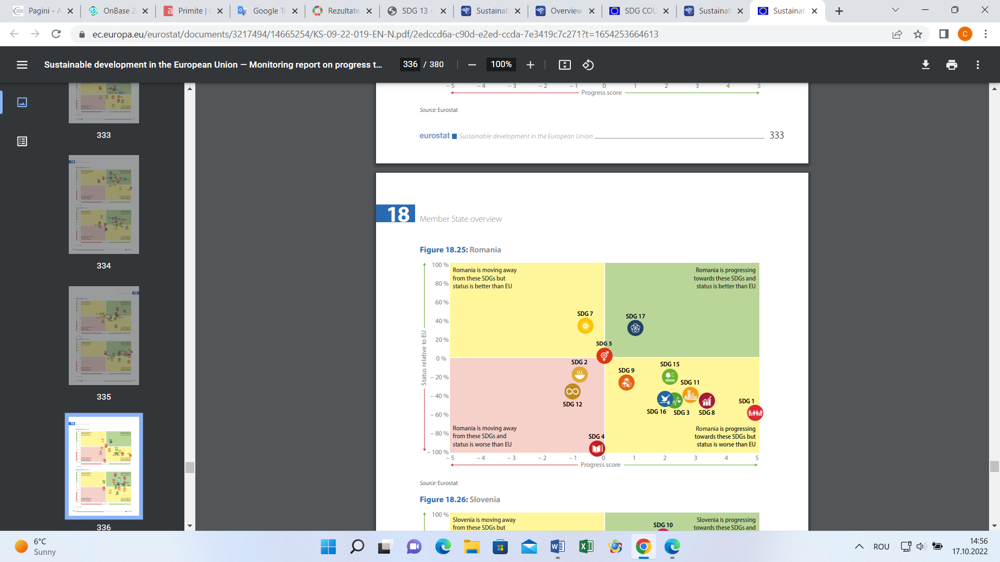 Pagini - A
OnBase 2
Primite | (
Google Tr
Rezultate
SDG 13 -
Sustainab
Overview
SDG COU
Sustainab
Sustainab
ec.europa.eu/eurostat/documents/3217494/14665254/KS-09-22-019-EN-N.pdf/2edccd6a-c90d-e2ed-ccda-7e3419c7c271?t=1654253664613
C
Sustainable development in the European Union — Monitoring report on progress t...
336 / 380
100%
333
334
335
336
-5 -4 -3 -2 -1 0 1 2 3 4 5
Progress score
Source: Eurostat
eurostat Sustainable development in the European Union 333
18 Member State overview
Figure 18.25: Romania
100 %
80 %
60 %
40 %
20 %
0 %
- 20 %
- 40 %
- 60 %
- 80 %
- 100 %
Status relative to EU
Romania is moving away
from these SDGs but
status is better than EU
Romania is progressing
towards these SDGs and
status is better than EU
SDG 7
SDG 17
SDG 5
SDG 2
SDG 15
SDG 9
SDG 11
SDG 12
SDG 1
SDG 16
SDG 3
SDG 8
Romania is moving away
from these SDGs and
status is worse than EU
SDG 4
Romania is progressing
towards these SDGs but
status is worse than EU
-5 -4 -3 -2 -1 0 1 2 3 4 5
Progress score
Source: Eurostat
Figure 18.26: Slovenia
100 %
Slovenia is moving away
from these SDGs but
SDG 10
Slovenia is progressing
towards these SDGs and
6°C
Sunny
ROU
14:56
17.10.2022